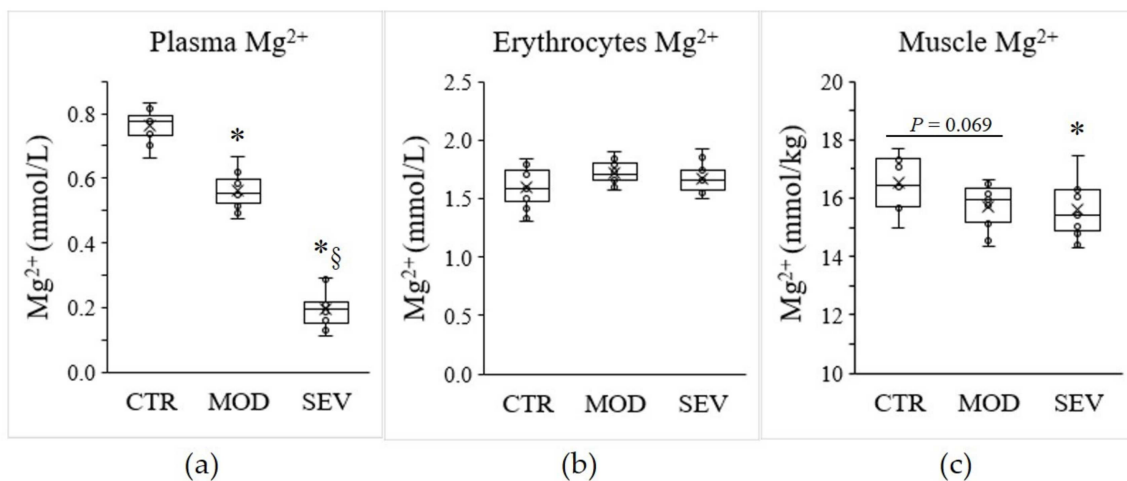 Plasma Mg²⁺
Mg²⁺ (mmol/L)
0.8
0.6
0.4
0.2
0.0
*
*§
CTR MOD SEV
(a)
Erythrocytes Mg²⁺
Mg²⁺ (mmol/L)
2.5
2.0
1.5
1.0
0.5
0.0
CTR MOD SEV
(b)
Muscle Mg²⁺
Mg²⁺ (mmol/kg)
20
18
16
14
12
10
P = 0.069
*
CTR MOD SEV
(c)